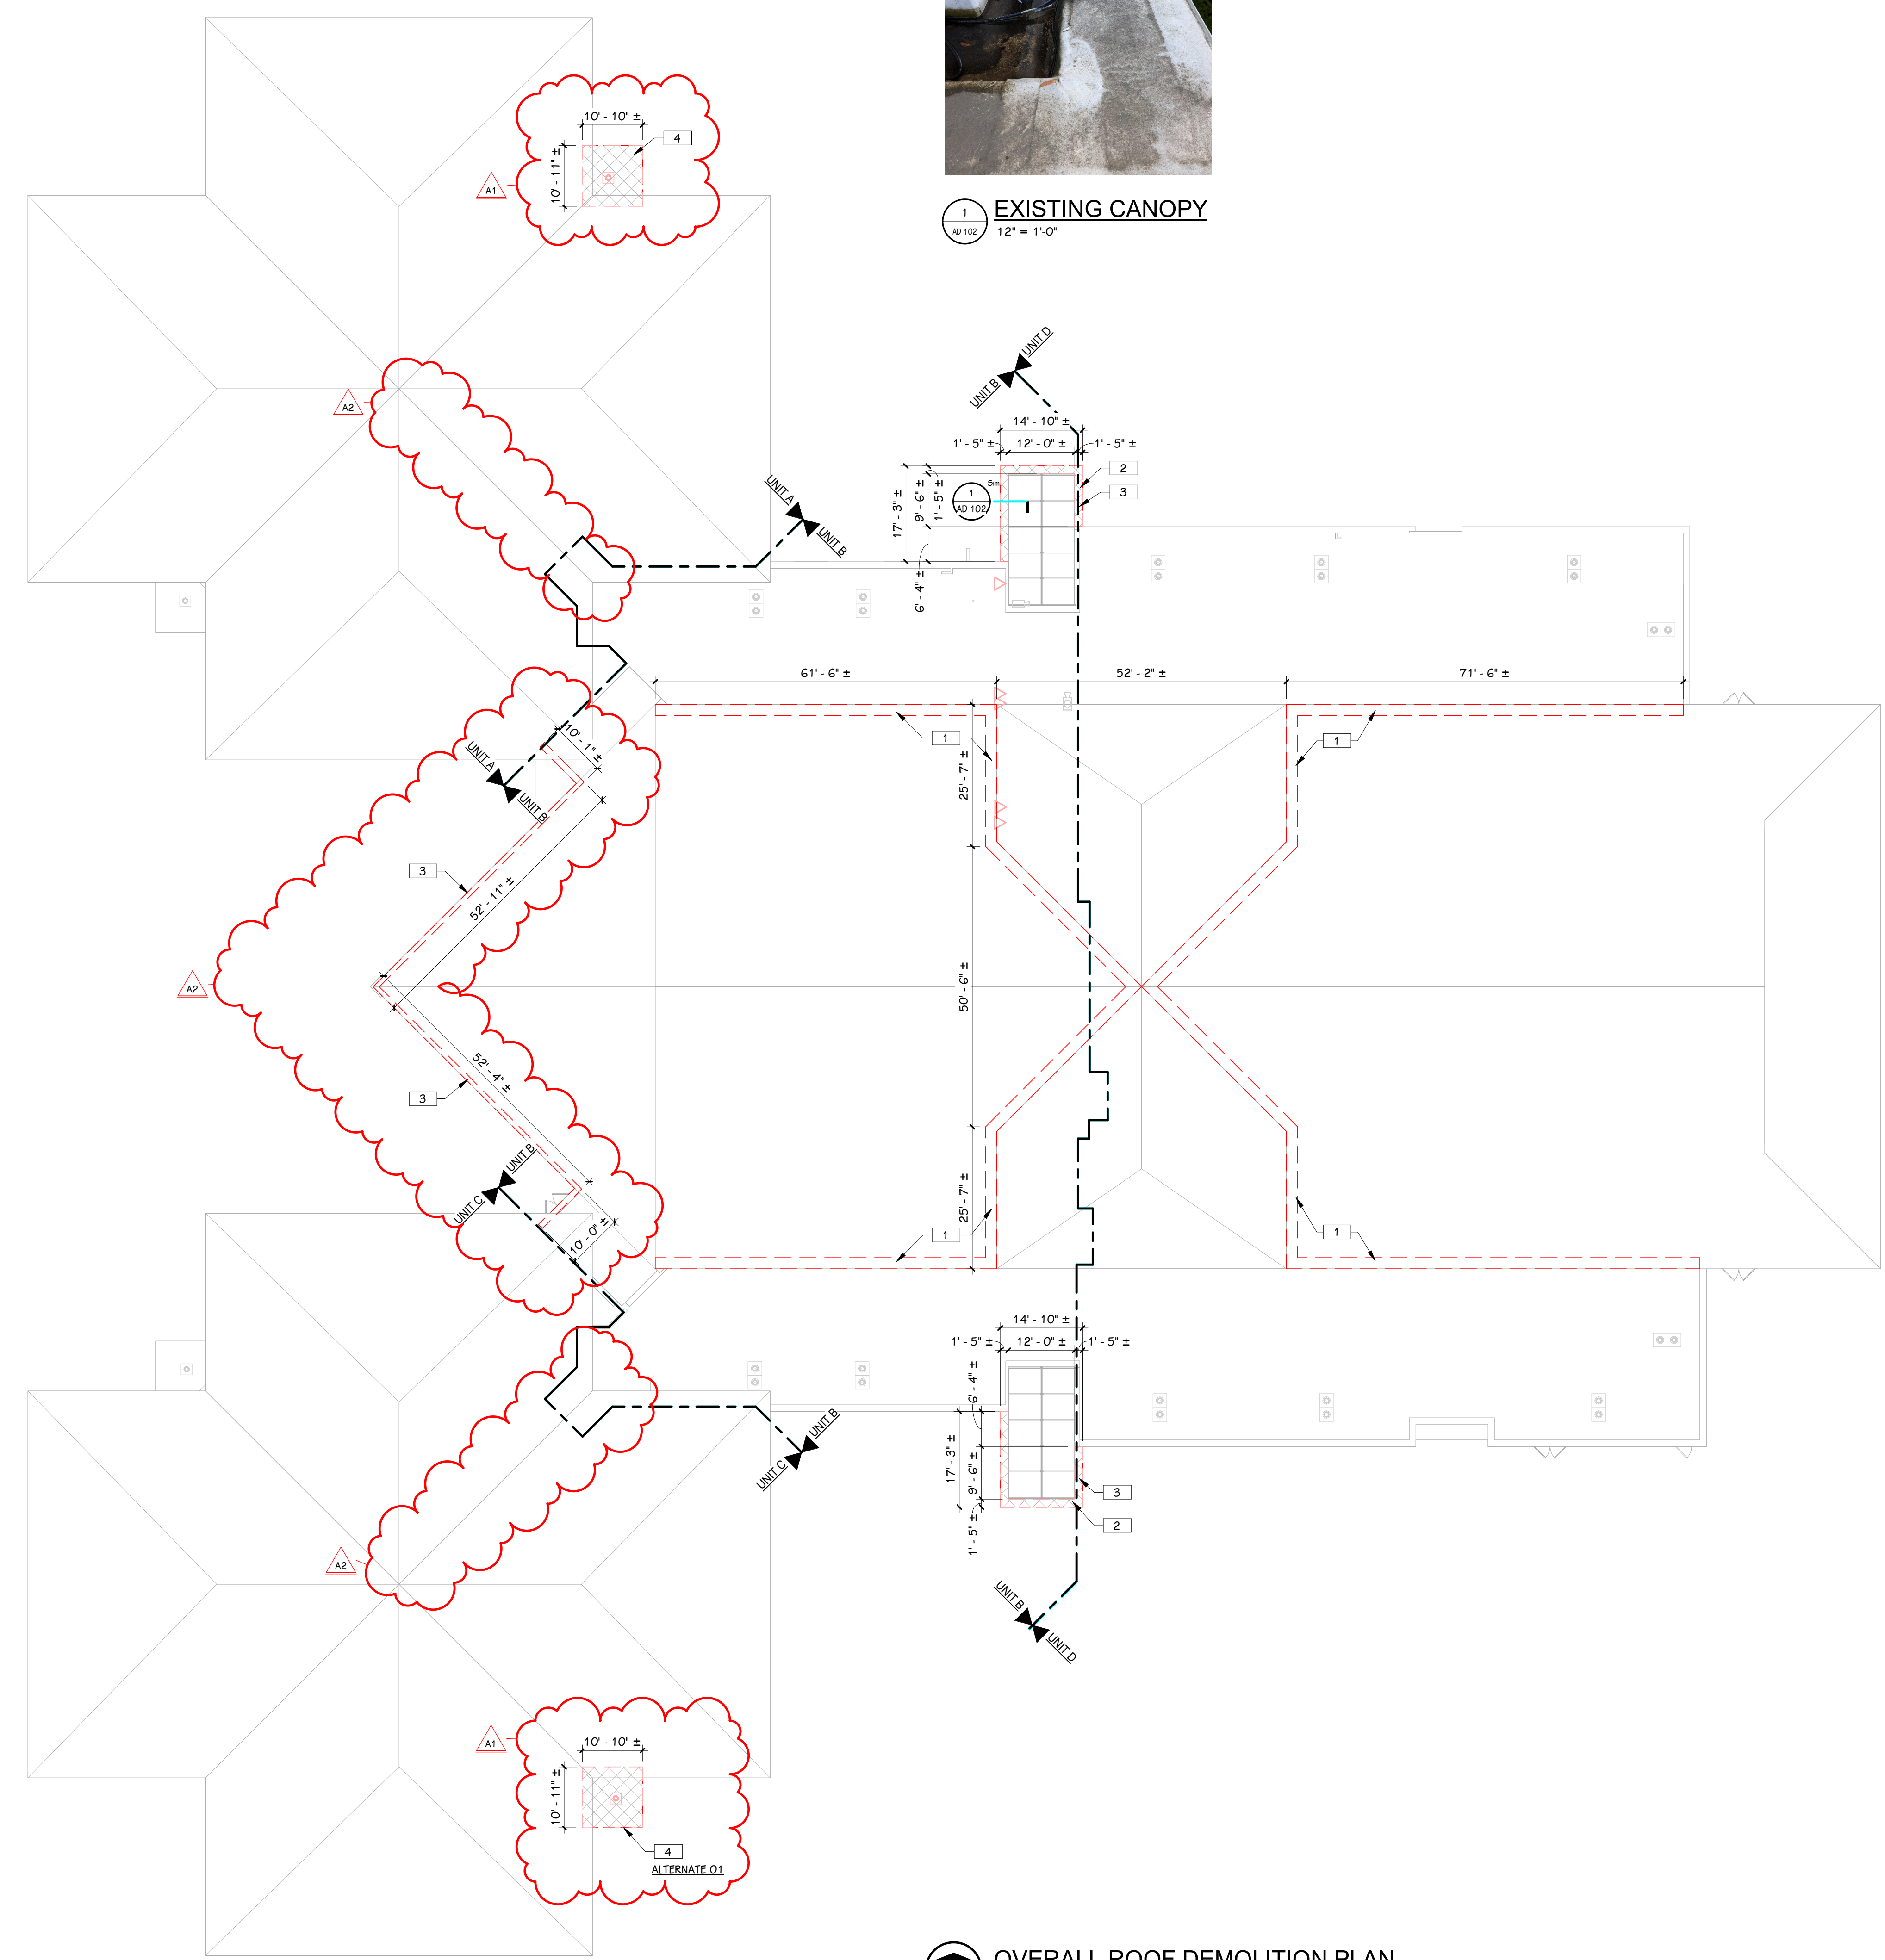 1
AD 102
EXISTING CANOPY
12" = 1'-0"
10' - 10" ±
4
10' - 11" ±
A1
A2
UNIT A
UNIT B
UNIT D
UNIT B
14' - 10" ±
1' - 5" ±
12' - 0" ±
1' - 5" ±
2
3
17' - 3" ±
9' - 6" ±
1' - 5" ±
6' - 4" ±
Sim
1
AD 102
61' - 6" ±
52' - 2" ±
71' - 6" ±
1
1
25' - 7" ±
10' - 1" ±
UNIT A
UNIT B
3
52' - 11" ±
A2
50' - 6" ±
52' - 4" ±
3
UNIT B
UNIT C
10' - 0" ±
25' - 7" ±
1
1
14' - 10" ±
1' - 5" ±
12' - 0" ±
1' - 5" ±
6' - 4" ±
17' - 3" ±
9' - 6" ±
1' - 5" ±
3
2
UNIT B
UNIT C
A2
UNIT B
UNIT D
A1
10' - 10" ±
10' - 11" ±
4
ALTERNATE 01
OVERALL ROOF DEMOLITION PLAN